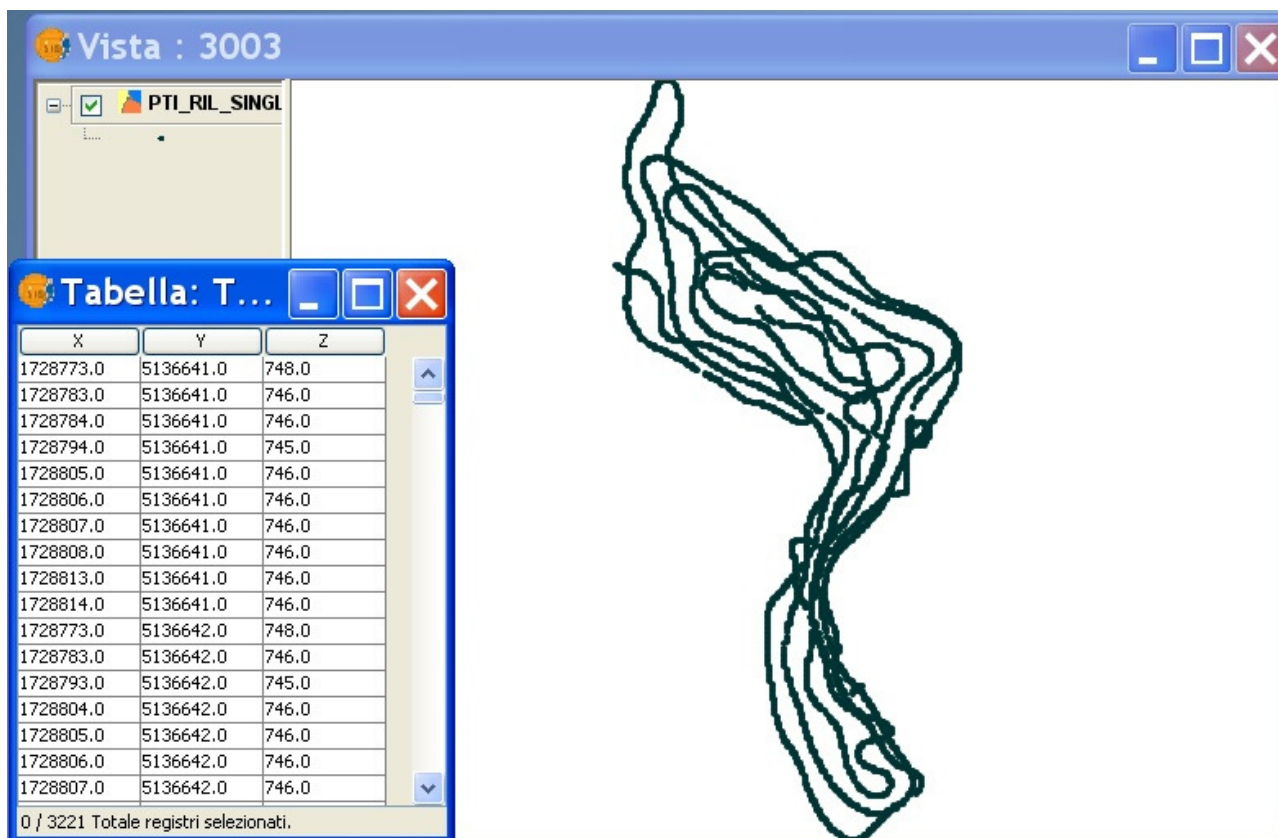 Vista : 3003
PTI_RIL_SINGL
Tabella: T...
X Y Z
1728773.0 5136641.0 748.0
1728783.0 5136641.0 746.0
1728784.0 5136641.0 746.0
1728794.0 5136641.0 745.0
1728805.0 5136641.0 746.0
1728806.0 5136641.0 746.0
1728807.0 5136641.0 746.0
1728808.0 5136641.0 746.0
1728813.0 5136641.0 746.0
1728814.0 5136641.0 746.0
1728773.0 5136642.0 748.0
1728783.0 5136642.0 746.0
1728793.0 5136642.0 745.0
1728804.0 5136642.0 746.0
1728805.0 5136642.0 746.0
1728806.0 5136642.0 746.0
1728807.0 5136642.0 746.0
0 / 3221 Totale registri selezionati.